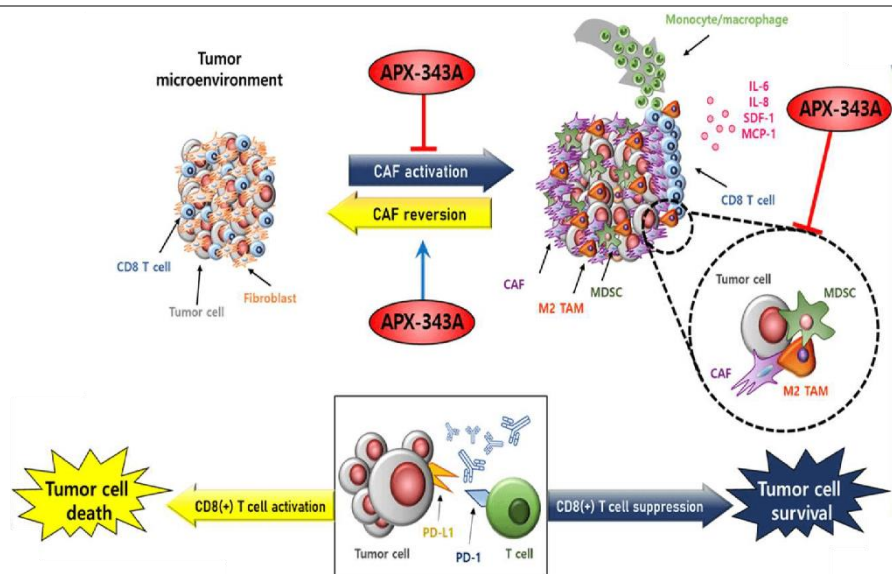 Monocyte/macrophage
Tumor
microenvironment
APX-343A
IL-6
IL-8
SDF-1
MCP-1
APX-343A
CAF activation
CAF reversion
CD8 T cell
CD8 T cell
Tumor cell
Fibroblast
APX-343A
CAF
M2 TAM
MDSC
Tumor cell
MDSC
CAF
M2 TAM
Tumor cell
death
CD8(+) T cell activation
PD-L1
Tumor cell
PD-1
T cell
CD8(+) T cell suppression
Tumor cell
survival